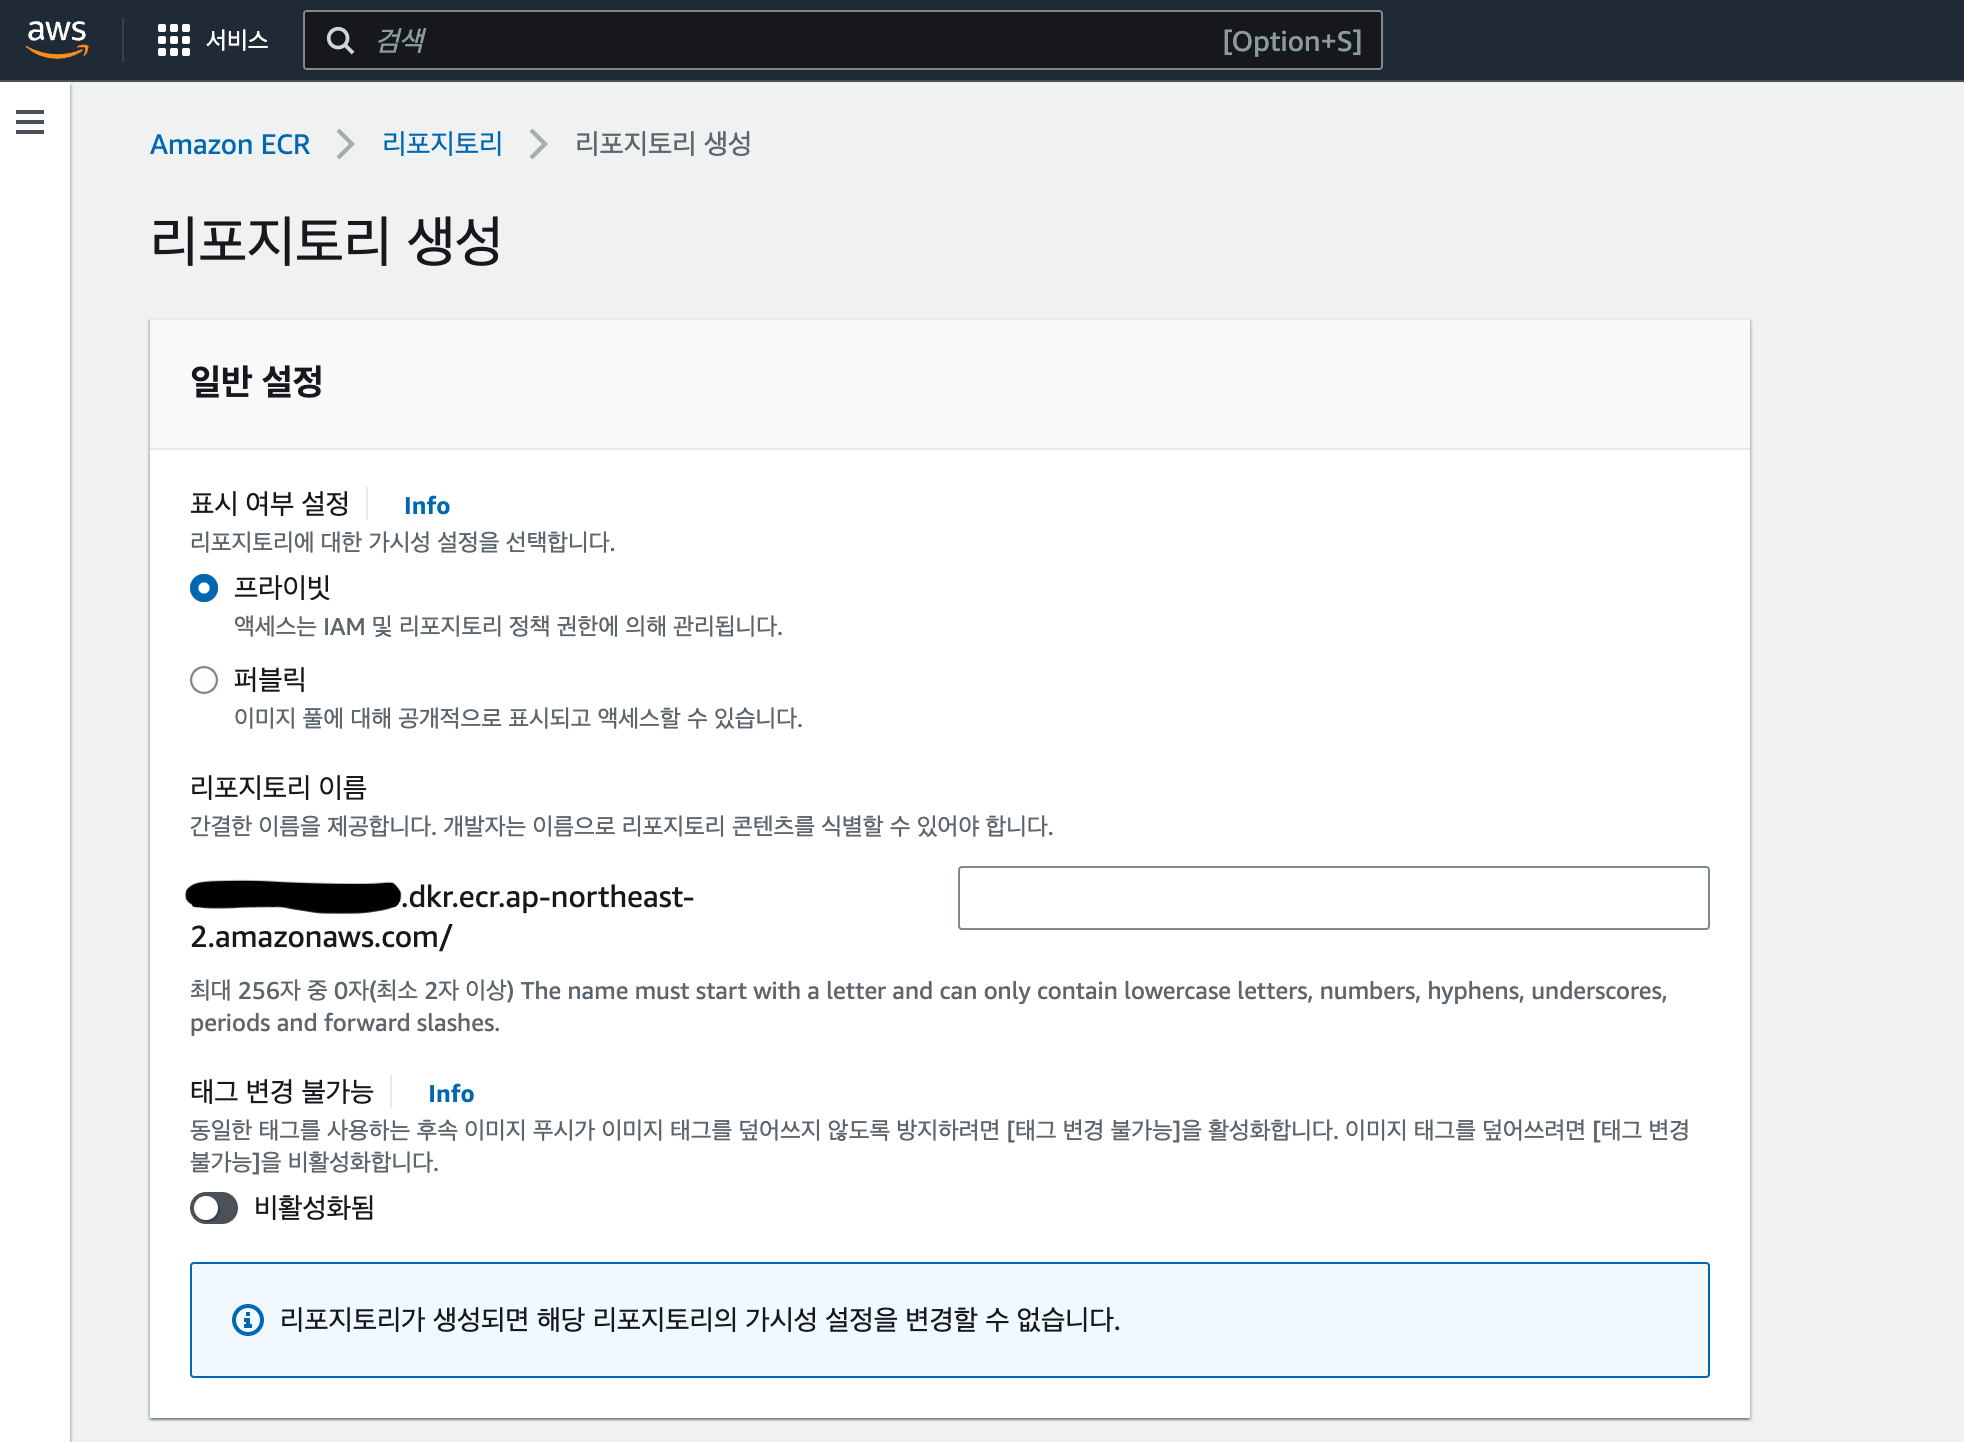 aws
서비스
검색
[Option+S]
Amazon ECR
리포지토리
리포지토리 생성
리포지토리 생성
일반 설정
표시 여부 설정
Info
리포지토리에 대한 가시성 설정을 선택합니다.
프라이빗
액세스는 IAM 및 리포지토리 정책 권한에 의해 관리됩니다.
퍼블릭
이미지 풀에 대해 공개적으로 표시되고 액세스할 수 있습니다.
리포지토리 이름
간결한 이름을 제공합니다. 개발자는 이름으로 리포지토리 콘텐츠를 식별할 수 있어야 합니다.
.dkr.ecr.ap-northeast-
2.amazonaws.com/
최대 256자 중 0자(최소 2자 이상) The name must start with a letter and can only contain lowercase letters, numbers, hyphens, underscores,
periods and forward slashes.
태그 변경 불가능
Info
동일한 태그를 사용하는 후속 이미지 푸시가 이미지 태그를 덮어쓰지 않도록 방지하려면 [태그 변경 불가능]을 활성화합니다. 이미지 태그를 덮어쓰려면 [태그 변경
불가능]을 비활성화합니다.
비활성화됨
리포지토리가 생성되면 해당 리포지토리의 가시성 설정을 변경할 수 없습니다.